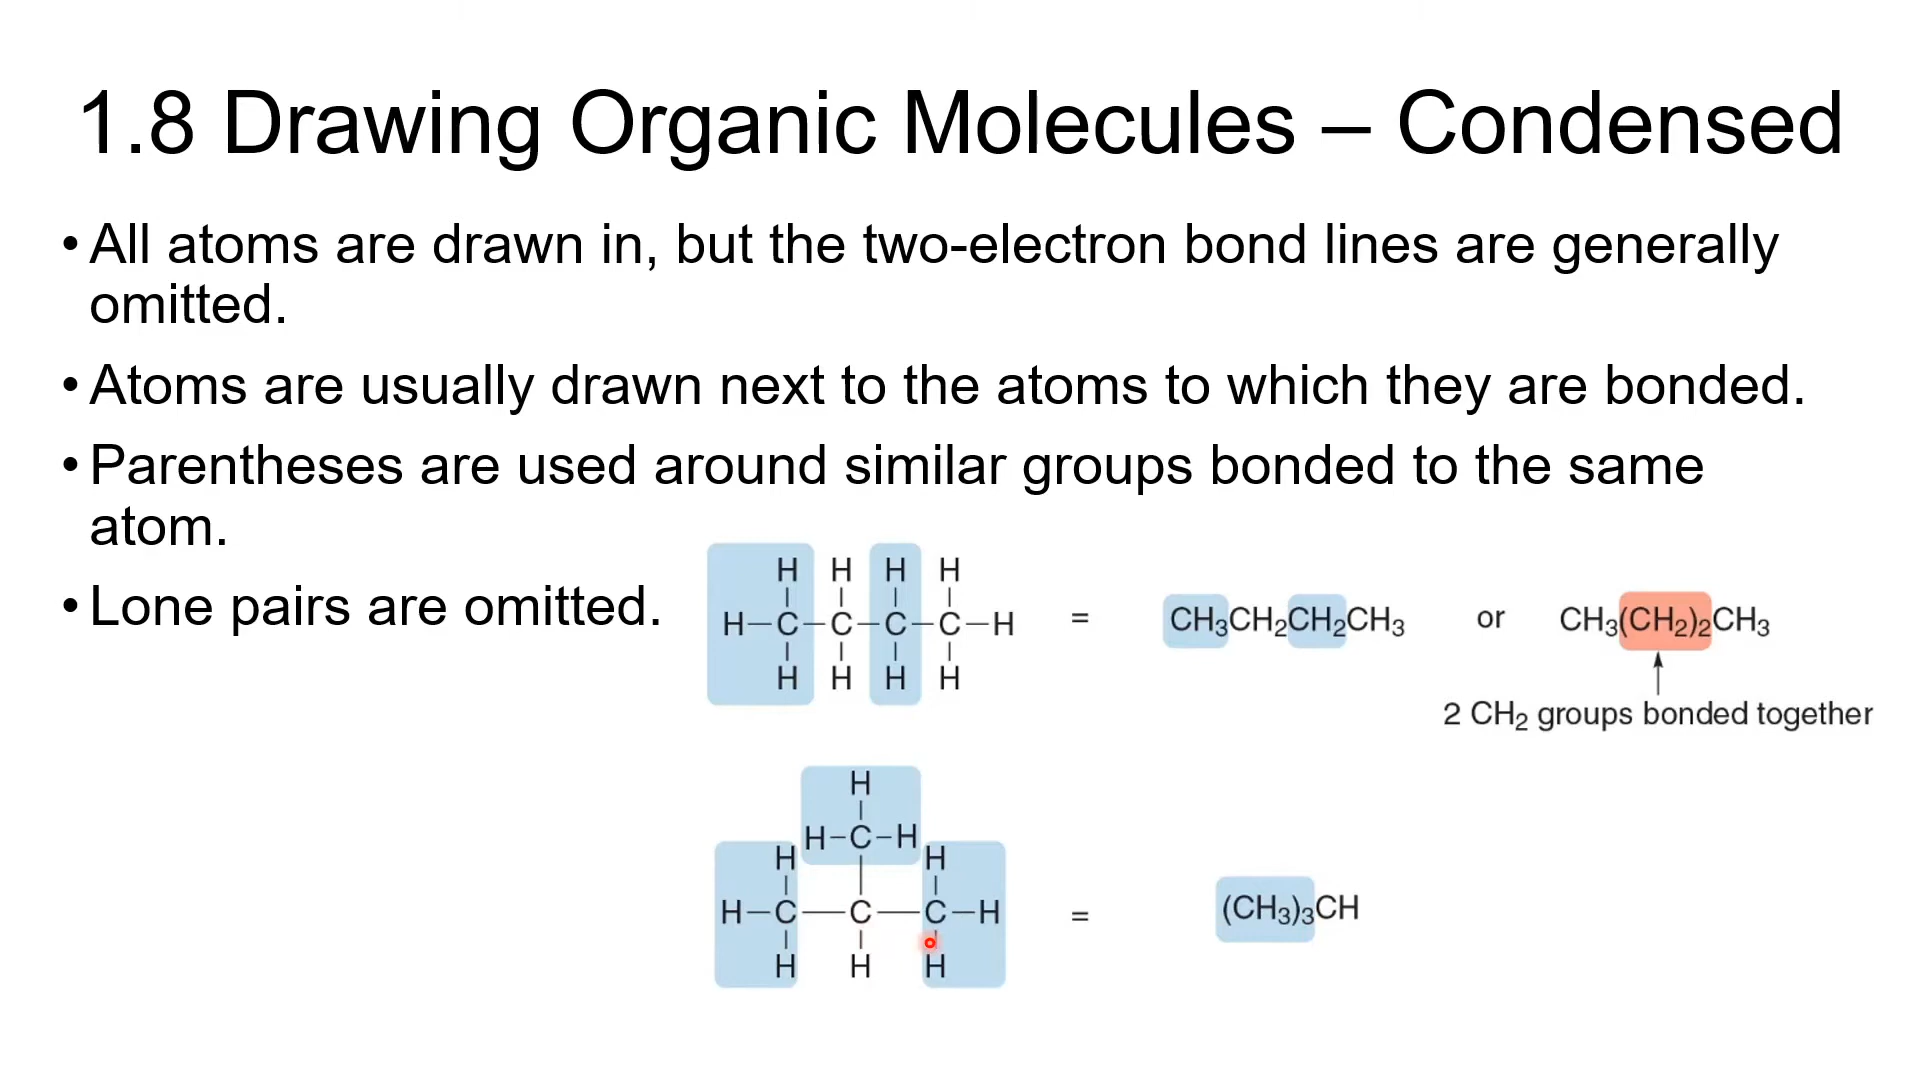 1.8 Drawing Organic Molecules – Condensed
• All atoms are drawn in, but the two-electron bond lines are generally
omitted.
• Atoms are usually drawn next to the atoms to which they are bonded.
• Parentheses are used around similar groups bonded to the same
atom.
• Lone pairs are omitted.
H H H H
H–C–C–C–C–H = CH₃CH₂CH₂CH₃ or CH₃(CH₂)₂CH₃
H H H H
2 CH₂ groups bonded together
H
H–C–H
H H
H–C–C–C–H = (CH₃)₃CH
H H H